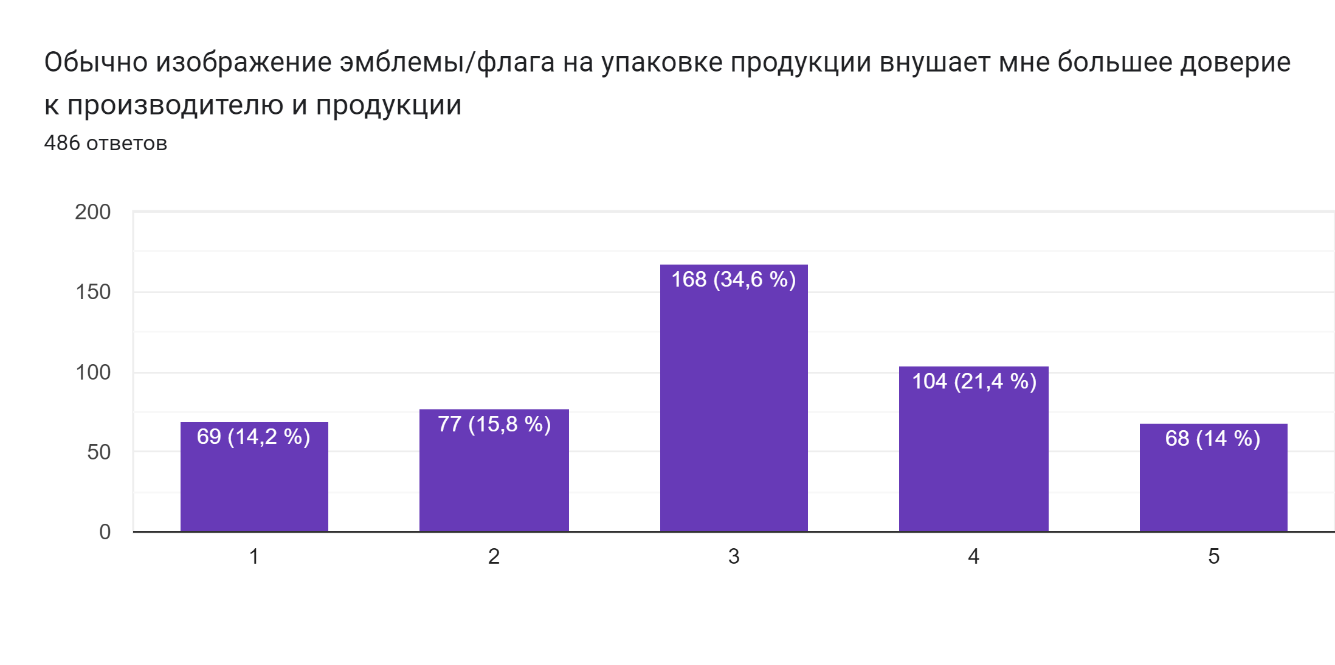 Обычно изображение эмблемы/флага на упаковке продукции внушает мне большее доверие
к производителю и продукции
486 ответов
200
150
100
50
0
69 (14,2 %)
77 (15,8 %)
168 (34,6 %)
104 (21,4 %)
68 (14 %)
1
2
3
4
5